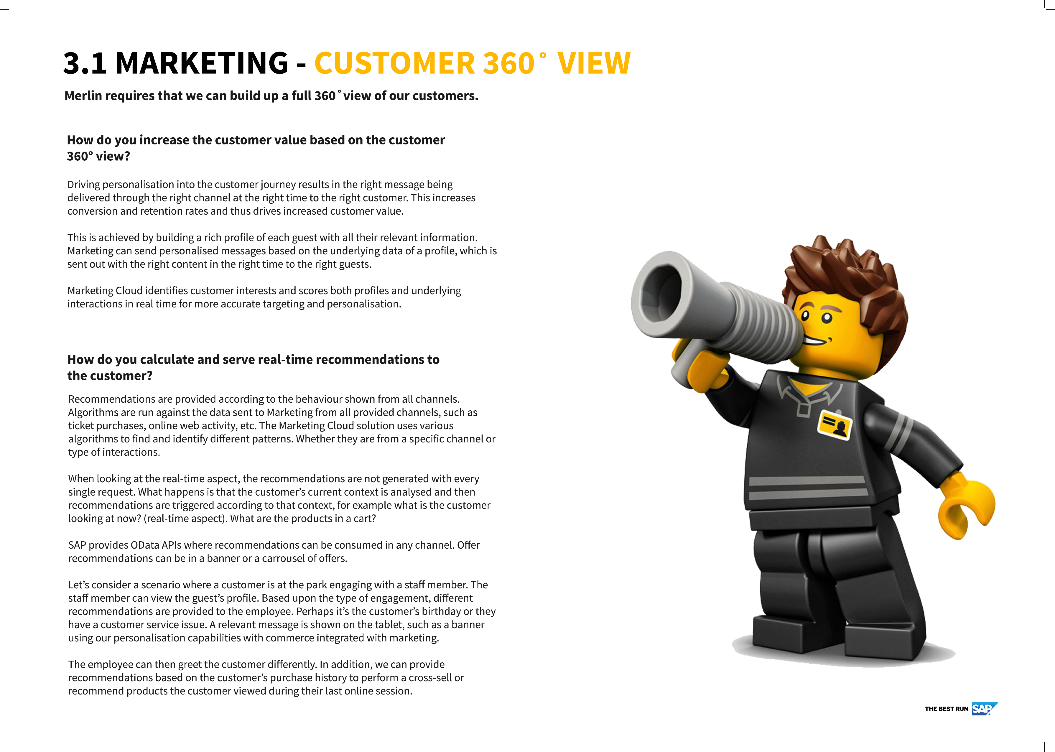 3.1 MARKETING - CUSTOMER 360° VIEW
Merlin requires that we can build up a full 360°view of our customers.
How do you increase the customer value based on the customer
360° view?
Driving personalisation into the customer journey results in the right message being
delivered through the right channel at the right time to the right customer. This increases
conversion and retention rates and thus drives increased customer value.
This is achieved by building a rich profile of each guest with all their relevant information.
Marketing can send personalised messages based on the underlying data of a profile, which is
sent out with the right content in the right time to the right guests.
Marketing Cloud identifies customer interests and scores both profiles and underlying
interactions in real time for more accurate targeting and personalisation.
How do you calculate and serve real-time recommendations to
the customer?
Recommendations are provided according to the behaviour shown from all channels.
Algorithms are run against the data sent to Marketing from all provided channels, such as
ticket purchases, online web activity, etc. The Marketing Cloud solution uses various
algorithms to find and identify different patterns. Whether they are from a specific channel or
type of interactions.
When looking at the real-time aspect, the recommendations are not generated with every
single request. What happens is that the customer's current context is analysed and then
recommendations are triggered according to that context, for example what is the customer
looking at now? (real-time aspect). What are the products in a cart?
SAP provides OData APIs where recommendations can be consumed in any channel. Offer
recommendations can be in a banner or a carrousel of offers.
Let's consider a scenario where a customer is at the park engaging with a staff member. The
staff member can view the guest's profile. Based upon the type of engagement, different
recommendations are provided to the employee. Perhaps it's the customer's birthday or they
have a customer service issue. A relevant message is shown on the tablet, such as a banner
using our personalisation capabilities with commerce integrated with marketing.
The employee can then greet the customer differently. In addition, we can provide
recommendations based on the customer's purchase history to perform a cross-sell or
recommend products the customer viewed during their last online session.
THE BEST RUN SAP